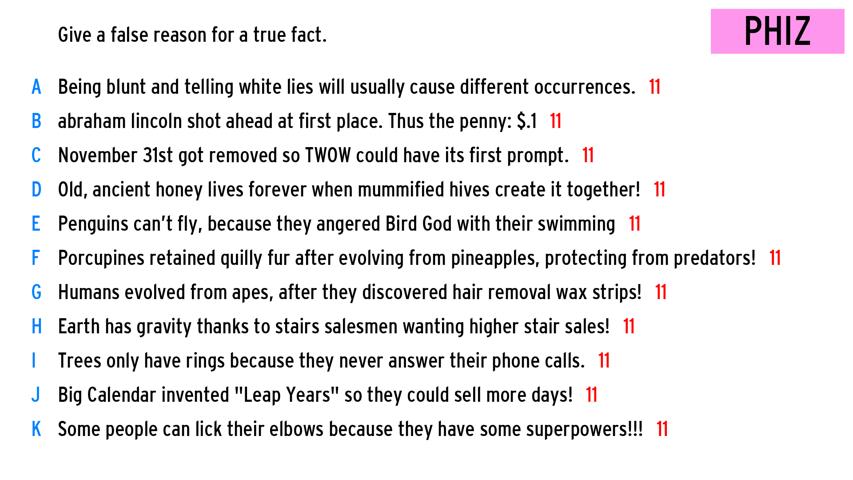 Give a false reason for a true fact.
PHIZ
A Being blunt and telling white lies will usually cause different occurrences. 11
B abraham lincoln shot ahead at first place. Thus the penny: $.1 11
C November 31st got removed so TWOW could have its first prompt. 11
D Old, ancient honey lives forever when mummified hives create it together! 11
E Penguins can't fly, because they angered Bird God with their swimming 11
F Porcupines retained quilly fur after evolving from pineapples, protecting from predators! 11
G Humans evolved from apes, after they discovered hair removal wax strips! 11
H Earth has gravity thanks to stairs salesmen wanting higher stair sales! 11
I Trees only have rings because they never answer their phone calls. 11
J Big Calendar invented "Leap Years" so they could sell more days! 11
K Some people can lick their elbows because they have some superpowers!!! 11